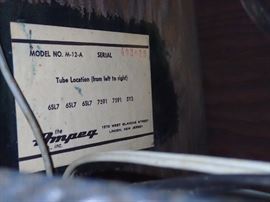 MODEL NO. M-12-A SERIAL
Tube Location (from left to right)
6SL7 6SL7 6SL7 7591 7591 5Y3
the
Ampeg
INC.
1570 WEST BLANCKE STREET
LINDEN, NEW JERSEY